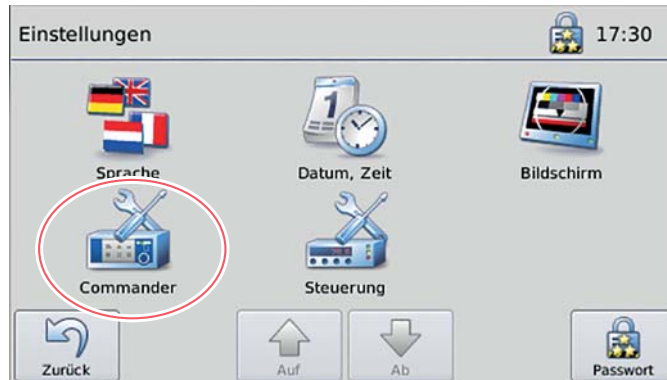 Einstellungen 17:30
Sprache Datum, Zeit Bildschirm
Commander Steuerung
Zurück Auf Ab Passwort